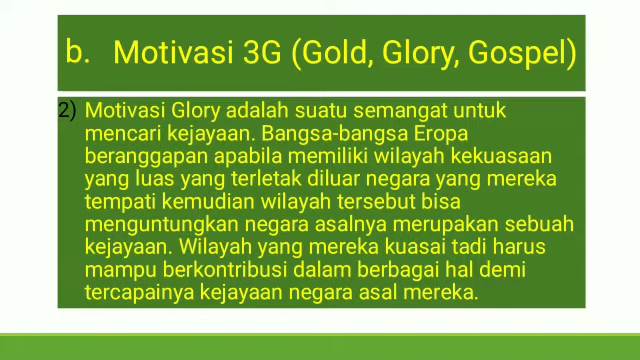 b. Motivasi 3G (Gold, Glory, Gospel)
2) Motivasi Glory adalah suatu semangat untuk
mencari kejayaan. Bangsa-bangsa Eropa
beranggapan apabila memiliki wilayah kekuasaan
yang luas yang terletak diluar negara yang mereka
tempati kemudian wilayah tersebut bisa
menguntungkan negara asalnya merupakan sebuah
kejayaan. Wilayah yang mereka kuasai tadi harus
mampu berkontribusi dalam berbagai hal demi
tercapainya kejayaan negara asal mereka.